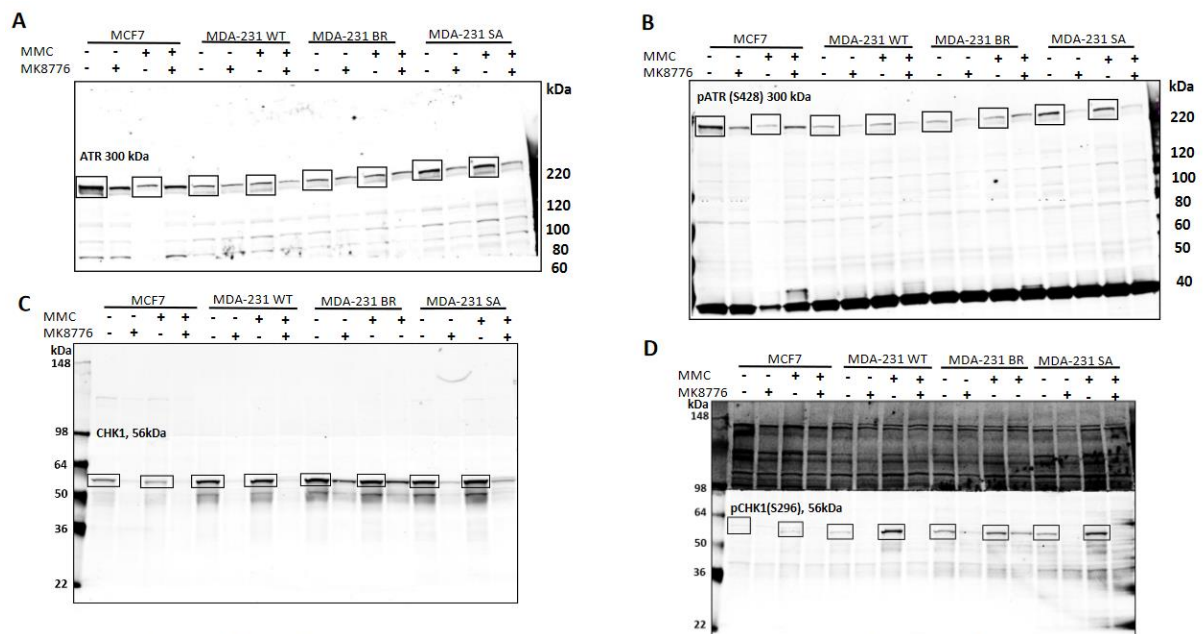 A
MCF7 MDA-231 WT MDA-231 BR MDA-231 SA
MMC - - + + - - + + - - + + - - + +
MK8776 - + - + - + - + - + - + - + - +
kDa
ATR 300 kDa
220
120
100
80
60
B
MCF7 MDA-231 WT MDA-231 BR MDA-231 SA
MMC - - + + - - + + - - + + - - + +
MK8776 - + - + - + - + - + - + - + - +
kDa
pATR (S428) 300 kDa
220
120
100
80
60
40
C
MCF7 MDA-231 WT MDA-231 BR MDA-231 SA
MMC - - + + - - + + - - + + - - + +
MK8776 - + - + - + - + - + - + - + - +
kDa
148
98
CHK1, 56kDa
64
50
36
22
D
MCF7 MDA-231 WT MDA-231 BR MDA-231 SA
MMC - - + + - - + + - - + + - - + +
MK8776 - + - + - + - + - + - + - + - +
kDa
148
98
pCHK1(S296), 56kDa
64
50
36
22